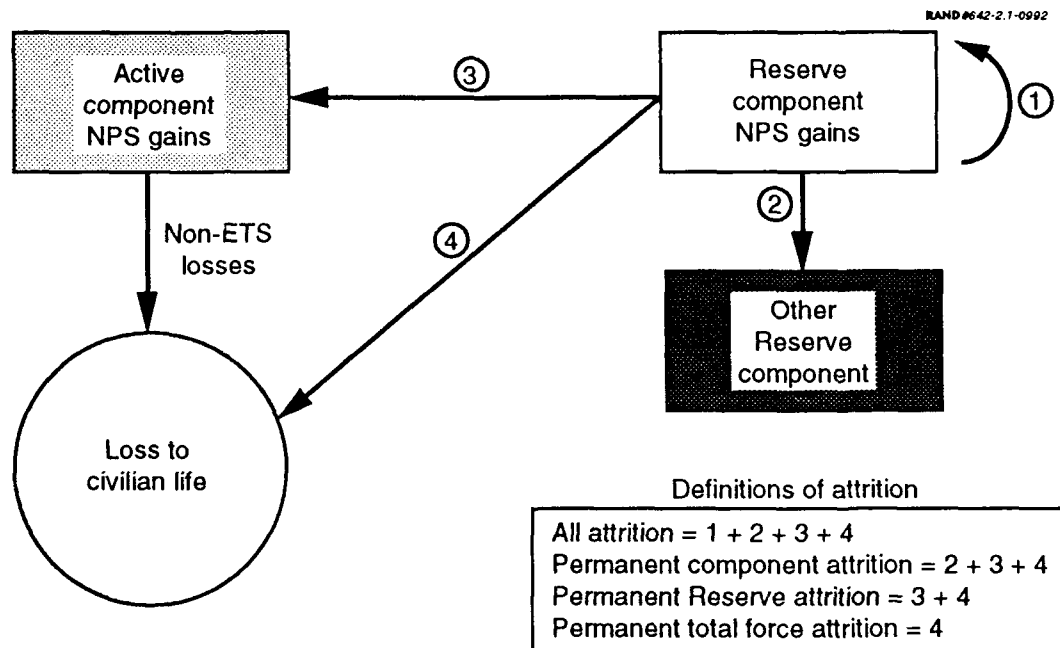 RAND#642-2.1-0992
Active
component
NPS gains
3
Reserve
component
NPS gains
1
2
Non-ETS
losses
4
Other
Reserve
component
Loss to
civilian life
Definitions of attrition
All attrition = 1 + 2 + 3 + 4
Permanent component attrition = 2 + 3 + 4
Permanent Reserve attrition = 3 + 4
Permanent total force attrition = 4